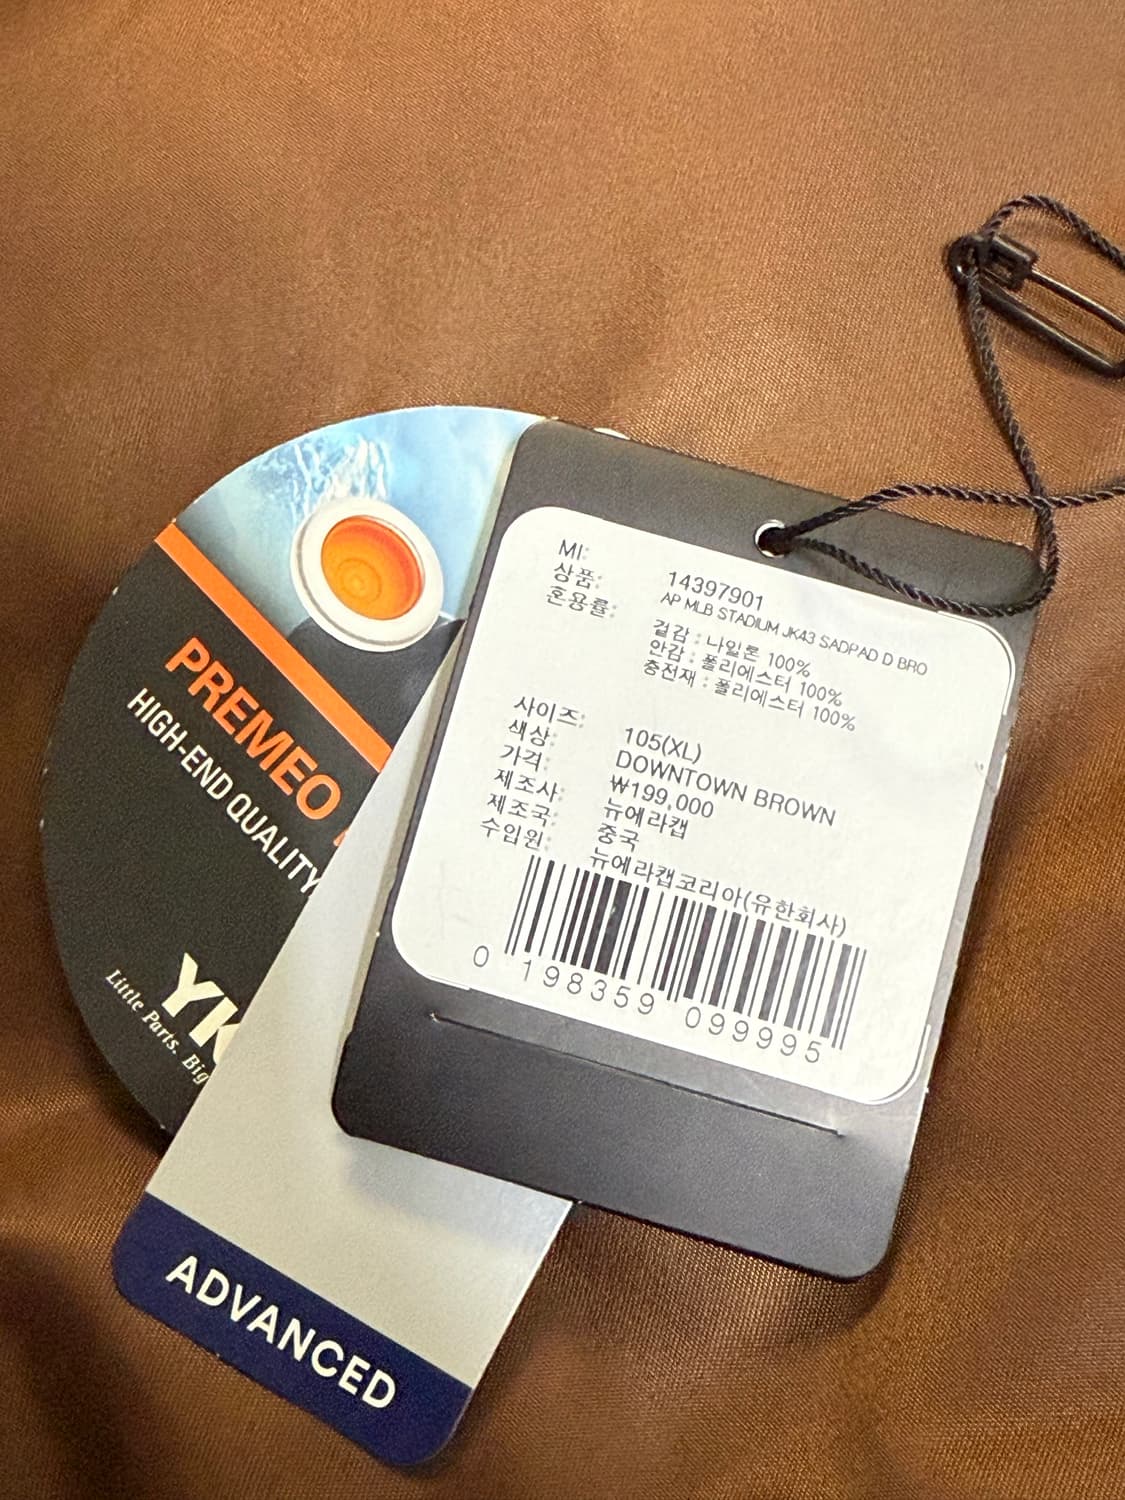 MI: 14397901
상품: AP MLB STADIUM JK43 SADPAD D BRO
혼용률: 겉감 : 나일론 100%
안감 : 폴리에스터 100%
충전재 : 폴리에스터 100%
사이즈: 105(XL)
색상: DOWNTOWN BROWN
가격: ₩199,000
제조사: 뉴에라캡
제조국: 중국
수입원: 뉴에라캡코리아(유한회사)
0 198359 099995
PREMEO
HIGH-END QUALITY
YK
Little Parts. Big
ADVANCED